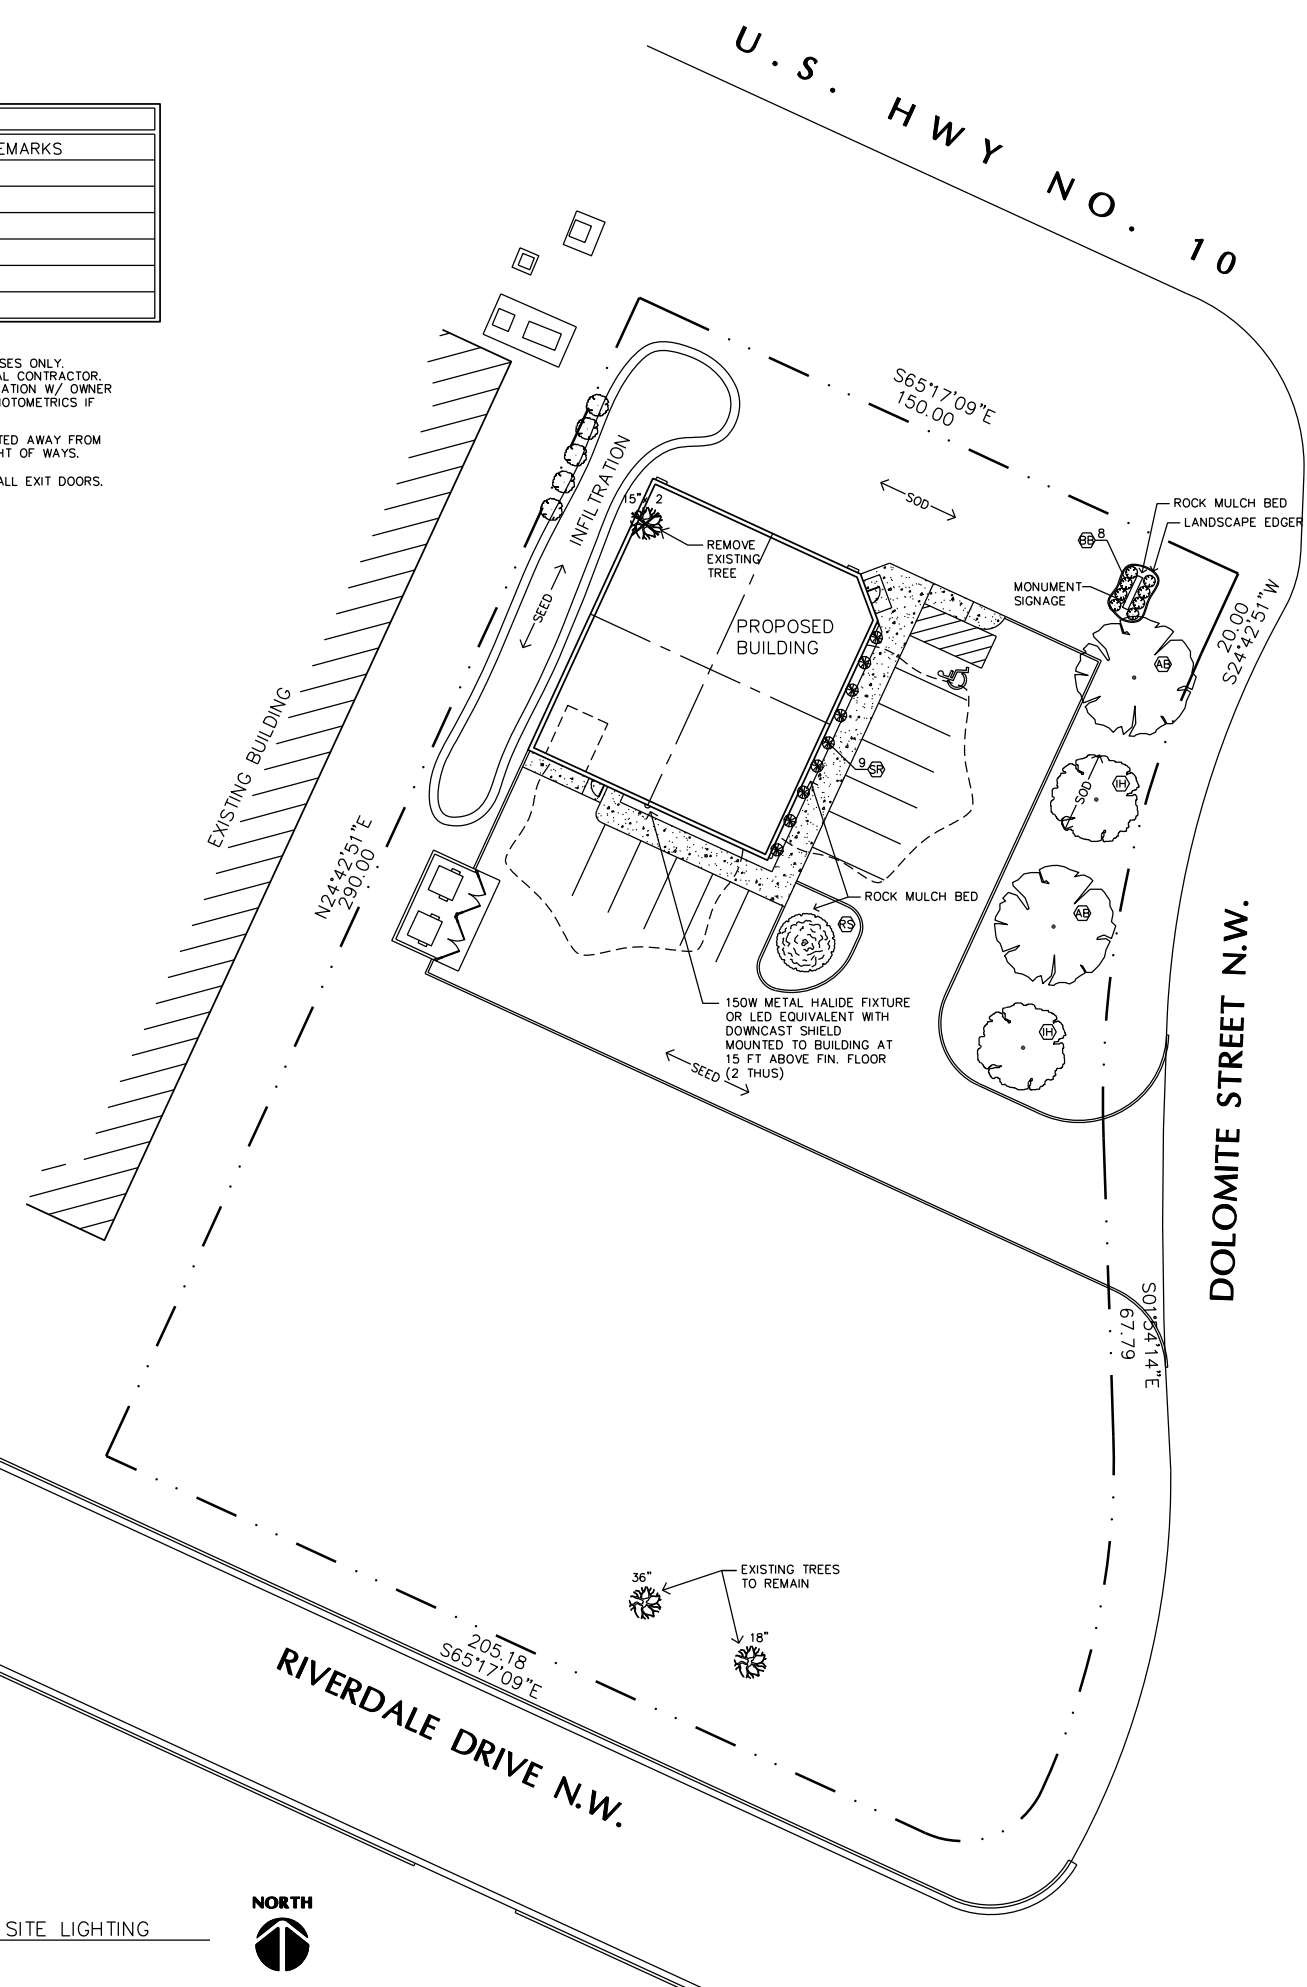 U.S. HWY NO. 10
EMARKS
SES ONLY.
AL CONTRACTOR.
ATION W/ OWNER
HOTOMETRICS IF
TED AWAY FROM
HT OF WAYS.
ALL EXIT DOORS.
S65°17'09"E
150.00
INFILTRATION
15" 2
SOD
ROCK MULCH BED
LANDSCAPE EDGER
BB
8
REMOVE
EXISTING
TREE
MONUMENT
SIGNAGE
SEED
20.00
S24°42'51"W
PROPOSED
BUILDING
AB
EXISTING BUILDING
9
SR
SOD
IH
N24°42'51"E
290.00
ROCK MULCH BED
RS
AB
DOLOMITE STREET N.W.
150W METAL HALIDE FIXTURE
OR LED EQUIVALENT WITH
DOWNCAST SHIELD
MOUNTED TO BUILDING AT
15 FT ABOVE FIN. FLOOR
(2 THUS)
IH
SEED
S01°54'14"E
67.79
EXISTING TREES
TO REMAIN
36"
18"
205.18
S65°17'09"E
RIVERDALE DRIVE N.W.
NORTH
SITE LIGHTING